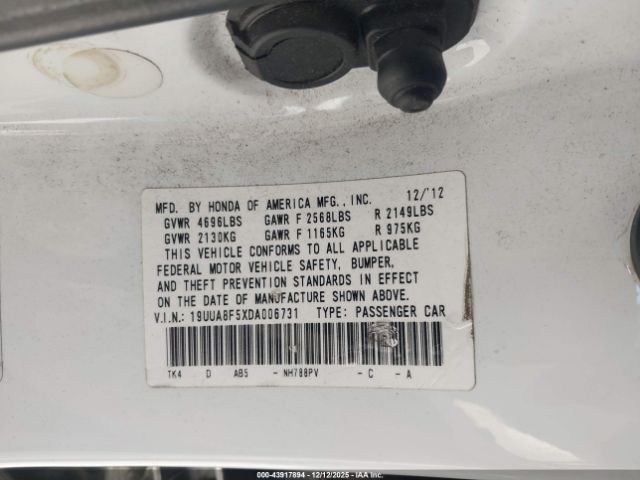 MFD. BY HONDA OF AMERICA MFG., INC. 12/'12
GVWR 4696LBS GAWR F 2568LBS R 2149LBS
GVWR 2130KG GAWR F 1165KG R 975KG
THIS VEHICLE CONFORMS TO ALL APPLICABLE
FEDERAL MOTOR VEHICLE SAFETY, BUMPER,
AND THEFT PREVENTION STANDARDS IN EFFECT
ON THE DATE OF MANUFACTURE SHOWN ABOVE.
V.I.N.: 19UUA8F5XDA006731 TYPE: PASSENGER CAR
TK4 D AB5 - NH788PV - C - A
© 43917894 - 12/12/2025 - IAA Inc.